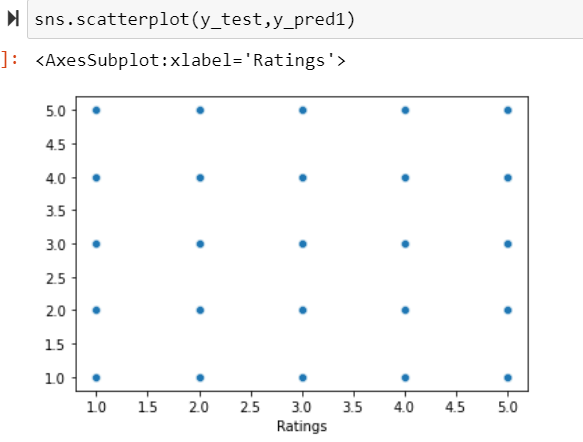 sns.scatterplot(y_test,y_pred1)
]: <AxesSubplot:xlabel='Ratings'>
5.0
4.5
4.0
3.5
3.0
2.5
2.0
1.5
1.0
1.0 1.5 2.0 2.5 3.0 3.5 4.0 4.5 5.0
Ratings